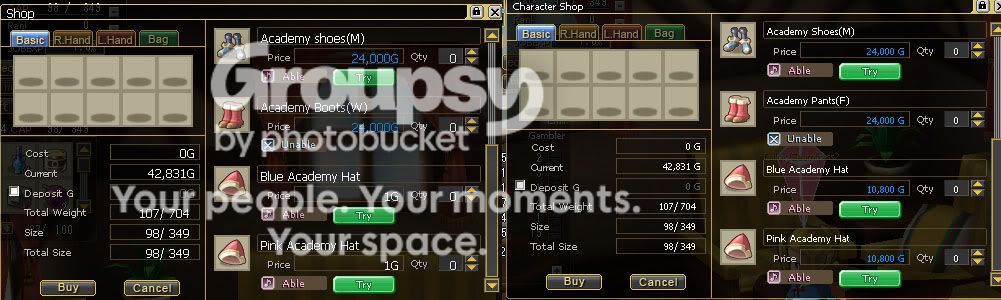 Shop
Basic
R.Hand
L.Hand
Bag
Cost 0G
Current 42,831G
Deposit G 0G
Total Weight 107/ 704
Size 98/ 349
Total Size 98/ 349
Buy Cancel
Academy shoes(M)
Price 24,000G Qty 0
Able Try
Academy Boots(W)
Price 24,000G Qty 0
Unable
Blue Academy Hat
Price 1G Qty 0
Able Try
Pink Academy Hat
Price 1G Qty 0
Able Try
Character Shop
Basic
R.Hand
L.Hand
Bag
Gambler
Cost 0 G
Current 42,831 G
Deposit G 0 G
Total Weight 107/ 704
Size 98/ 349
Total Size 98/ 349
Buy Cancel
Academy Shoes(M)
Price 24,000 G Qty 0
Able Try
Academy Pants(F)
Price 24,000 G Qty 0
Unable
Blue Academy Hat
Price 10,800 G Qty 0
Able Try
Pink Academy Hat
Price 10,800 G Qty 0
Able Try
Groupsy
by photobucket
Your people. Your moments.
Your space.